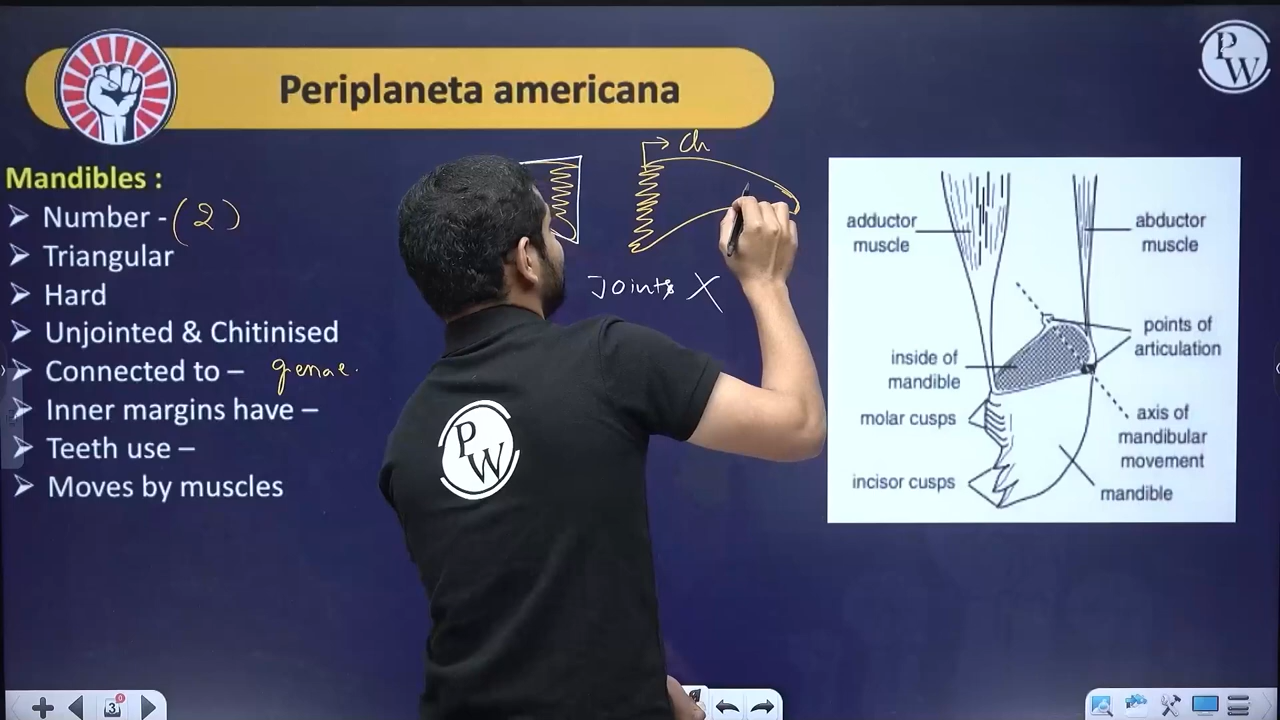 PW
Periplaneta americana
Mandibles :
➤ Number - (2)
➤ Triangular
➤ Hard
➤ Unjointed & Chitinised
➤ Connected to – genae.
➤ Inner margins have –
➤ Teeth use –
➤ Moves by muscles
Ch
Joints X
PW
adductor
muscle
abductor
muscle
points of
articulation
inside of
mandible
molar cusps
axis of
mandibular
movement
incisor cusps
mandible
3
0